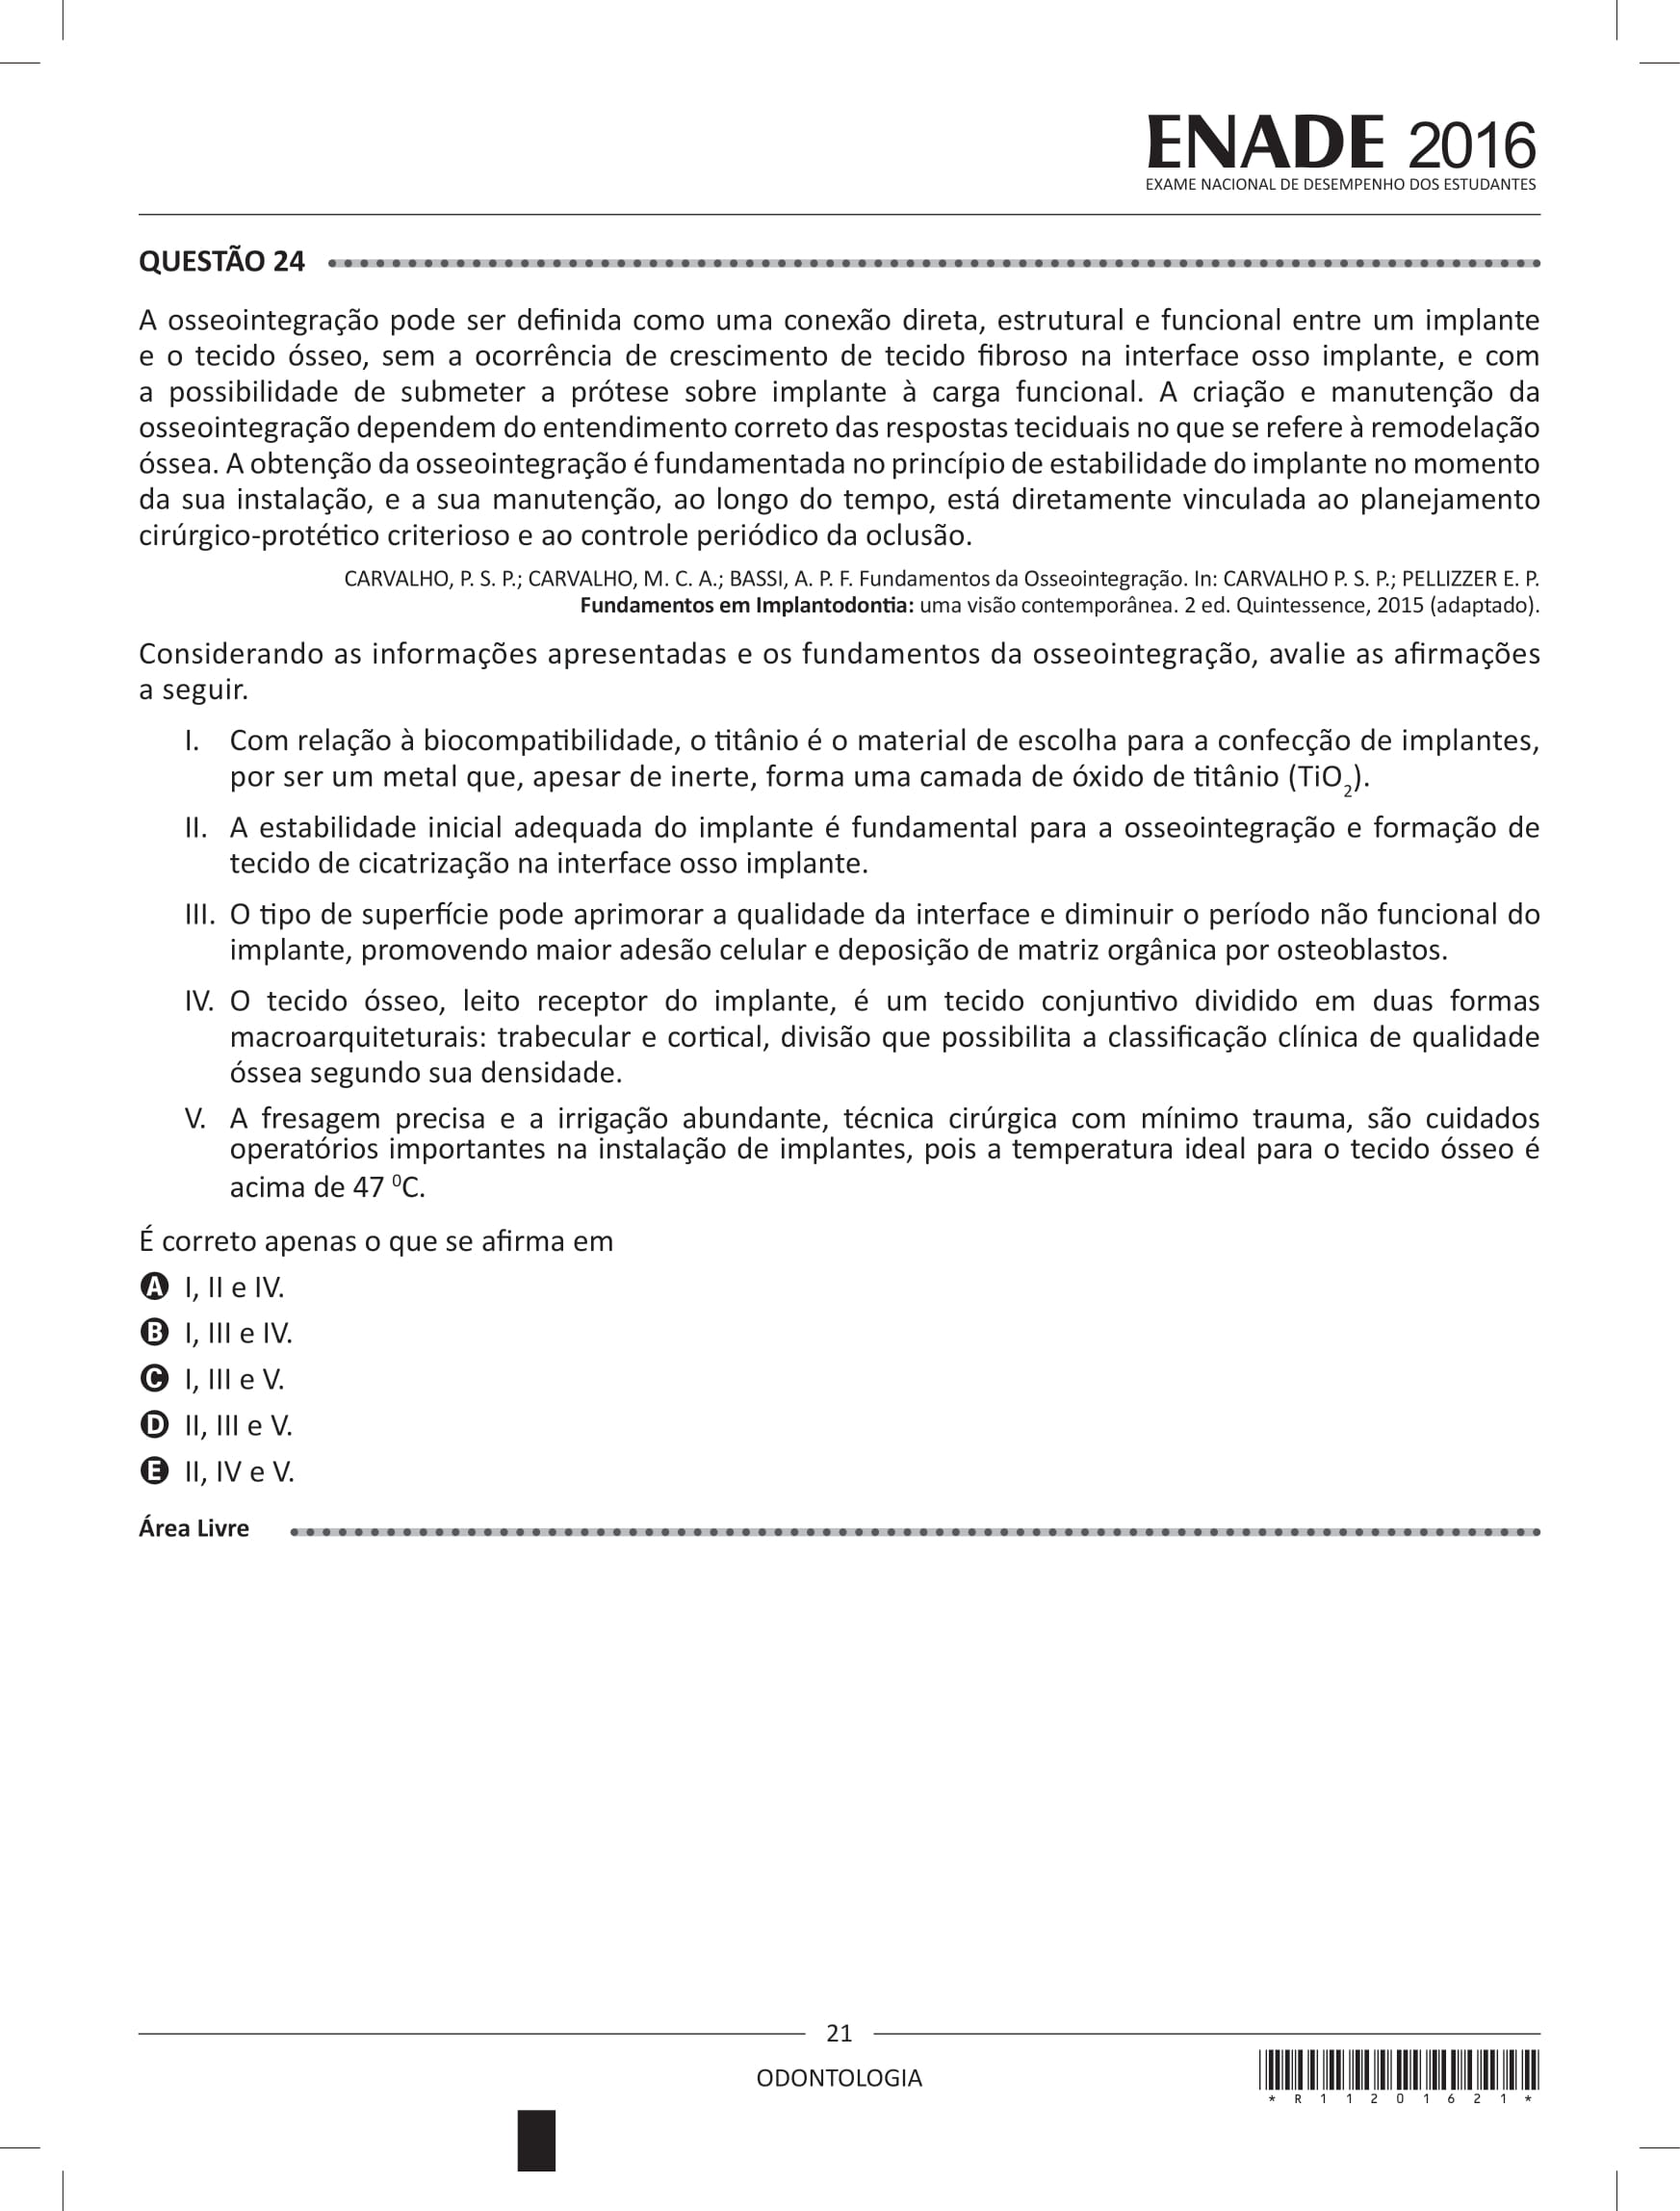 ENADE 2016
EXAME NACIONAL DE DESEMPENHO DOS ESTUDANTES
QUESTÃO 24
A osseointegração pode ser definida como uma conexão direta, estrutural e funcional entre um implante
e o tecido ósseo, sem a ocorrência de crescimento de tecido fibroso na interface osso implante, e com
a possibilidade de submeter a prótese sobre implante à carga funcional. A criação e manutenção da
osseointegração dependem do entendimento correto das respostas teciduais no que se refere à remodelação
óssea. A obtenção da osseointegração é fundamentada no princípio de estabilidade do implante no momento
da sua instalação, e a sua manutenção, ao longo do tempo, está diretamente vinculada ao planejamento
cirúrgico-protético criterioso e ao controle periódico da oclusão.
CARVALHO, P. S. P.; CARVALHO, M. C. A.; BASSI, A. P. F. Fundamentos da Osseointegração. In: CARVALHO P. S. P.; PELLIZZER E. P.
Fundamentos em Implantodontia: uma visão contemporânea. 2 ed. Quintessence, 2015 (adaptado).
Considerando as informações apresentadas e os fundamentos da osseointegração, avalie as afirmações
a seguir.
I. Com relação à biocompatibilidade, o titânio é o material de escolha para a confecção de implantes,
por ser um metal que, apesar de inerte, forma uma camada de óxido de titânio (TiO₂).
II. A estabilidade inicial adequada do implante é fundamental para a osseointegração e formação de
tecido de cicatrização na interface osso implante.
III. O tipo de superfície pode aprimorar a qualidade da interface e diminuir o período não funcional do
implante, promovendo maior adesão celular e deposição de matriz orgânica por osteoblastos.
IV. O tecido ósseo, leito receptor do implante, é um tecido conjuntivo dividido em duas formas
macroarquiteturais: trabecular e cortical, divisão que possibilita a classificação clínica de qualidade
óssea segundo sua densidade.
V. A fresagem precisa e a irrigação abundante, técnica cirúrgica com mínimo trauma, são cuidados
operatórios importantes na instalação de implantes, pois a temperatura ideal para o tecido ósseo é
acima de 47 ⁰C.
É correto apenas o que se afirma em
A I, II e IV.
B I, III e IV.
C I, III e V.
D II, III e V.
E II, IV e V.
Área Livre
21
ODONTOLOGIA
* R 1 1 2 0 1 6 2 1 *